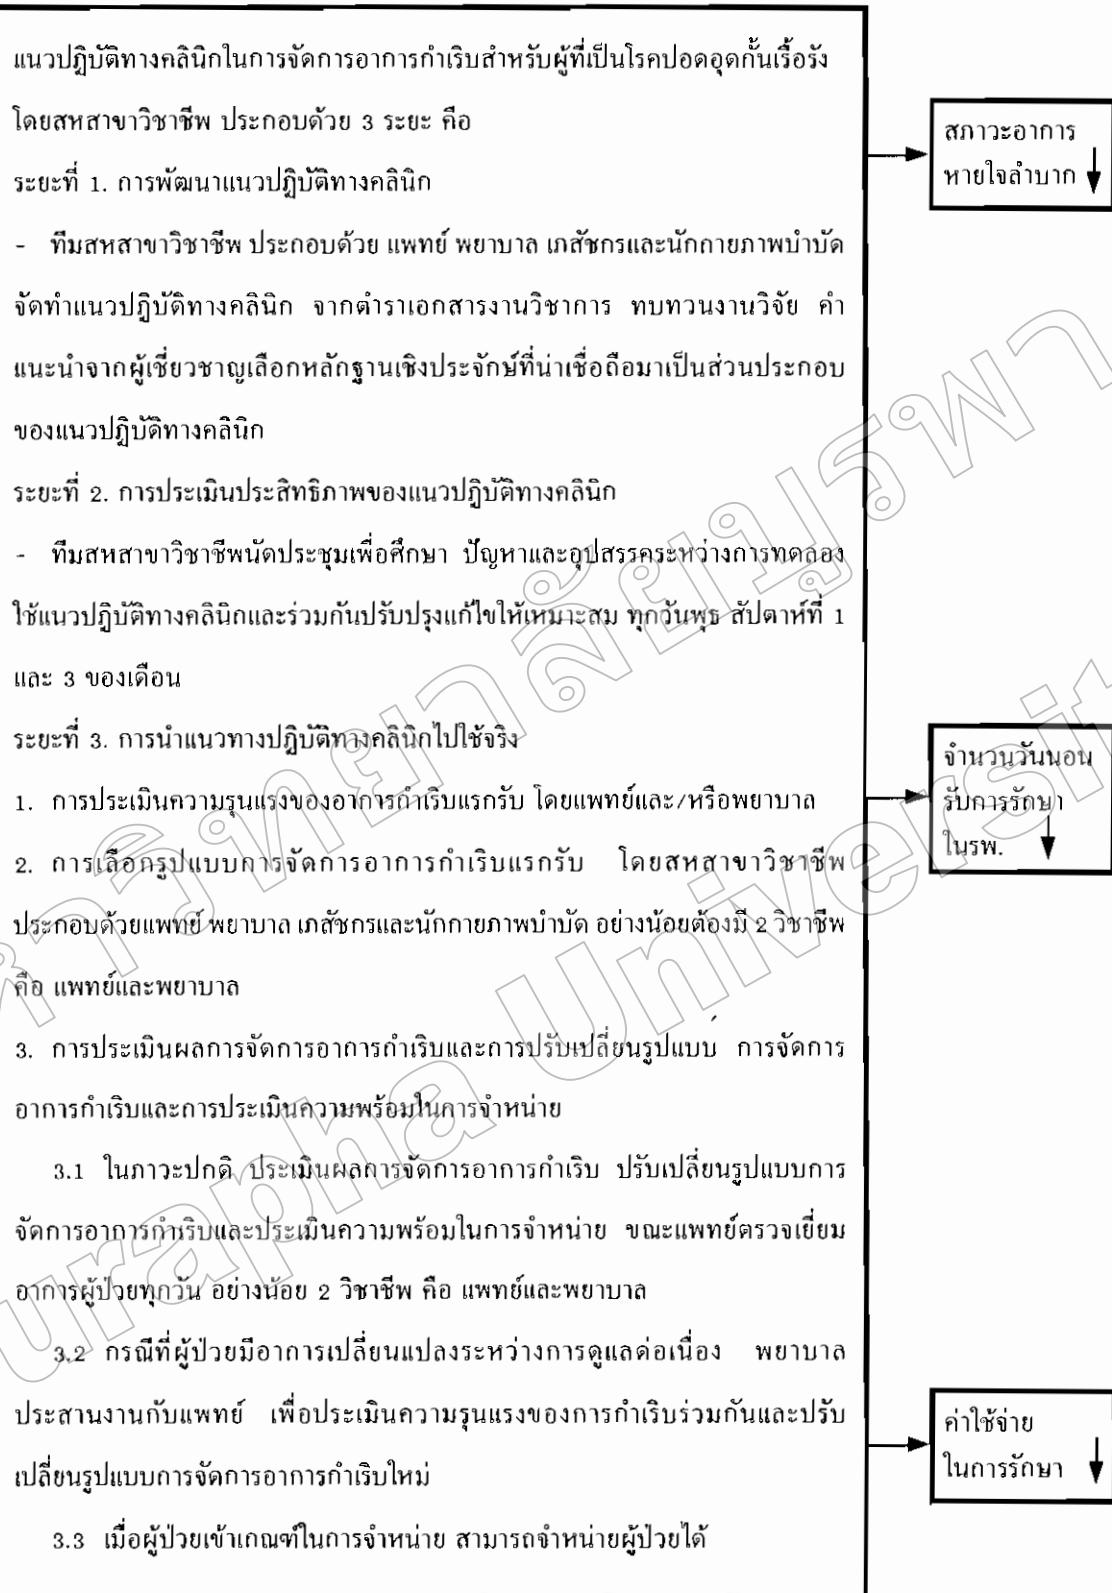 แนวปฏิบัติทางคลินิกในการจัดการอาการกำเริบสำหรับผู้ที่เป็นโรคปอดอุดกั้นเรื้อรัง
โดยสหสาขาวิชาชีพ ประกอบด้วย 3 ระยะ คือ
ระยะที่ 1. การพัฒนาแนวปฏิบัติทางคลินิก
- ทีมสหสาขาวิชาชีพ ประกอบด้วย แพทย์ พยาบาล เภสัชกรและนักกายภาพบำบัด
จัดทำแนวปฏิบัติทางคลินิก จากตำราเอกสารงานวิชาการ ทบทวนงานวิจัย คำ
แนะนำจากผู้เชี่ยวชาญเลือกหลักฐานเชิงประจักษ์ที่น่าเชื่อถือมาเป็นส่วนประกอบ
ของแนวปฏิบัติทางคลินิก
ระยะที่ 2. การประเมินประสิทธิภาพของแนวปฏิบัติทางคลินิก
- ทีมสหสาขาวิชาชีพนัดประชุมเพื่อศึกษา ปัญหาและอุปสรรคระหว่างการทดลอง
ใช้แนวปฏิบัติทางคลินิกและร่วมกันปรับปรุงแก้ไขให้เหมาะสม ทุกวันพุธ สัปดาห์ที่ 1
และ 3 ของเดือน
ระยะที่ 3. การนำแนวทางปฏิบัติทางคลินิกไปใช้จริง
1. การประเมินความรุนแรงของอาการกำเริบแรกรับ โดยแพทย์และ/หรือพยาบาล
2. การเลือกรูปแบบการจัดการอาการกำเริบแรกรับ โดยสหสาขาวิชาชีพ
ประกอบด้วยแพทย์ พยาบาล เภสัชกรและนักกายภาพบำบัด อย่างน้อยต้องมี 2 วิชาชีพ
คือ แพทย์และพยาบาล
3. การประเมินผลการจัดการอาการกำเริบและการปรับเปลี่ยนรูปแบบ การจัดการ
อาการกำเริบและการประเมินความพร้อมในการจำหน่าย
3.1 ในภาวะปกติ ประเมินผลการจัดการอาการกำเริบ ปรับเปลี่ยนรูปแบบการ
จัดการอาการกำเริบและประเมินความพร้อมในการจำหน่าย ขณะแพทย์ตรวจเยี่ยม
อาการผู้ป่วยทุกวัน อย่างน้อย 2 วิชาชีพ คือ แพทย์และพยาบาล
3.2 กรณีที่ผู้ป่วยมีอาการเปลี่ยนแปลงระหว่างการดูแลต่อเนื่อง พยาบาล
ประสานงานกับแพทย์ เพื่อประเมินความรุนแรงของการกำเริบร่วมกันและปรับ
เปลี่ยนรูปแบบการจัดการอาการกำเริบใหม่
3.3 เมื่อผู้ป่วยเข้าเกณฑ์ในการจำหน่าย สามารถจำหน่ายผู้ป่วยได้
สภาวะอาการ
หายใจลำบาก
จำนวนวันนอน
รับการรักษา
ในรพ.
ค่าใช้จ่าย
ในการรักษา
หาวิทยาลัยบูรพา
urapha Universit